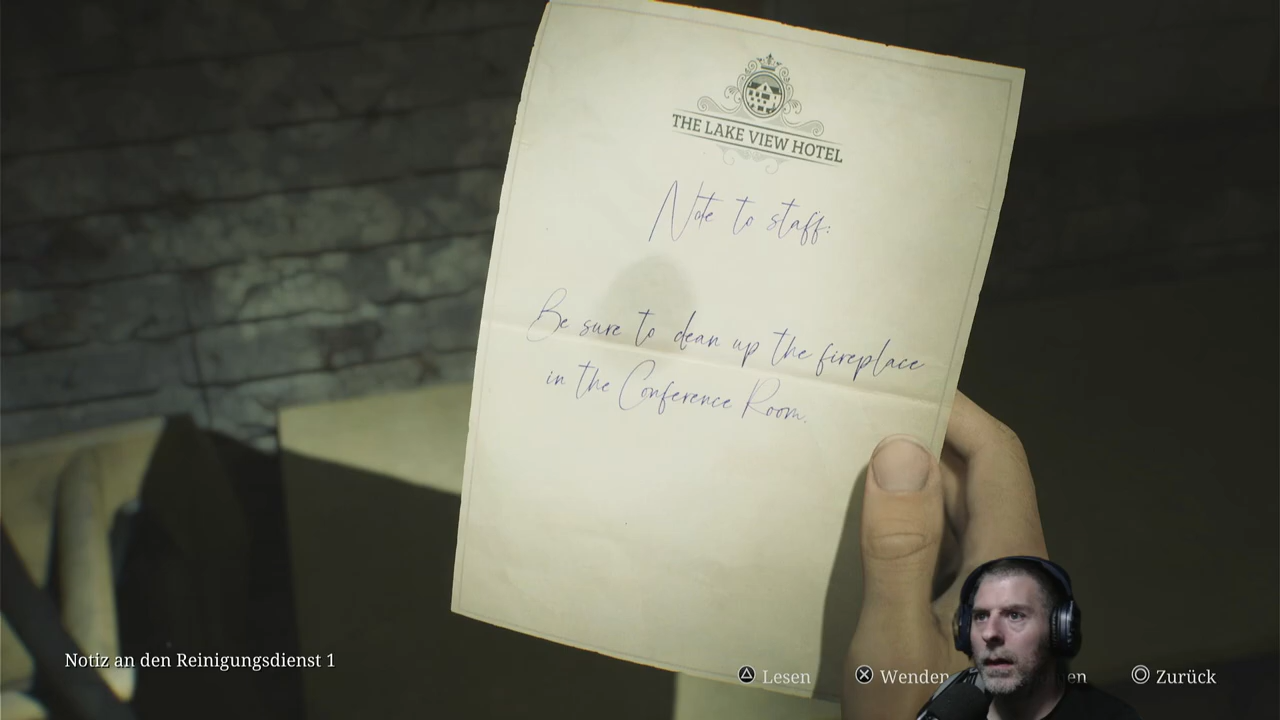 THE LAKE VIEW HOTEL
Note to staff:
Be sure to clean up the fireplace
in the Conference Room.
Notiz an den Reinigungsdienst 1
Lesen
Wenden
Zurück